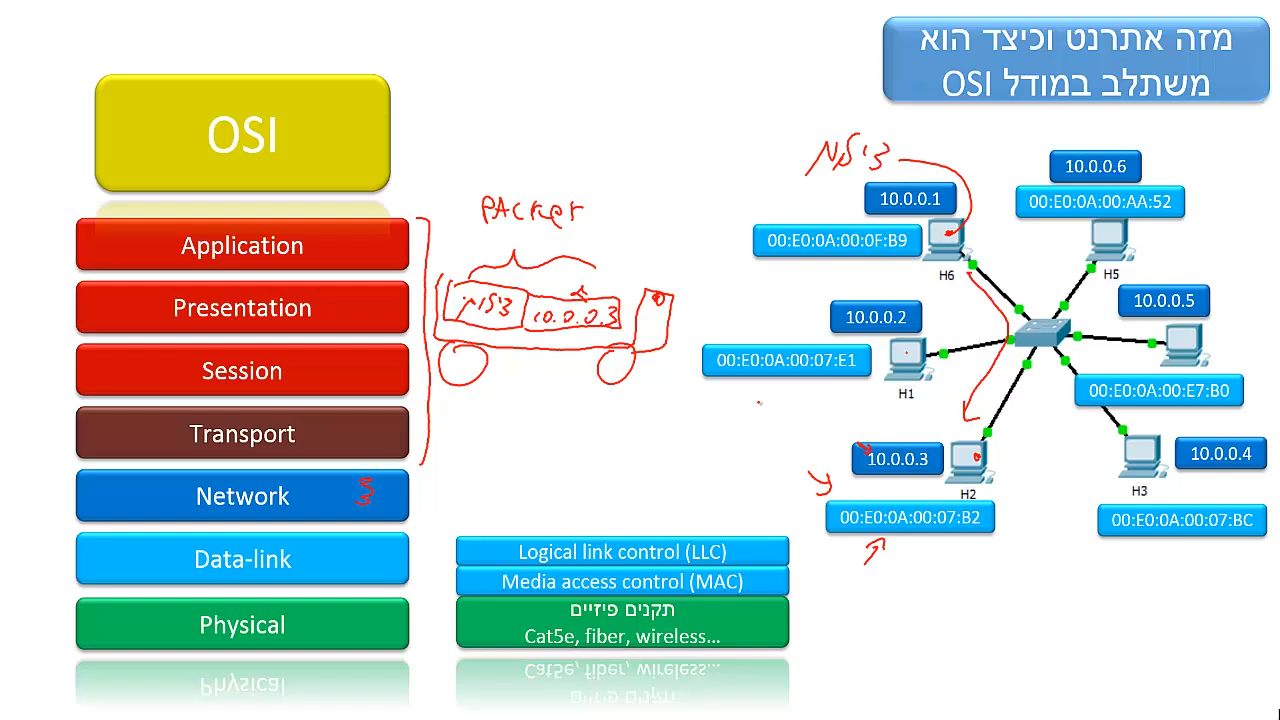 מזה אתרנט וכיצד הוא
משתלב במודל OSI
OSI
Application
Presentation
Session
Transport
Network 3
Data-link
Physical
PACKET
10.0.0.3
Logical link control (LLC)
Media access control (MAC)
תקנים פיזיים
Cat5e, fiber, wireless...
10.0.0.1
00:E0:0A:00:0F:B9
H6
10.0.0.6
00:E0:0A:00:AA:52
H5
10.0.0.2
00:E0:0A:00:07:E1
H1
10.0.0.5
00:E0:0A:00:E7:B0
10.0.0.3
H2
00:E0:0A:00:07:B2
10.0.0.4
H3
00:E0:0A:00:07:BC